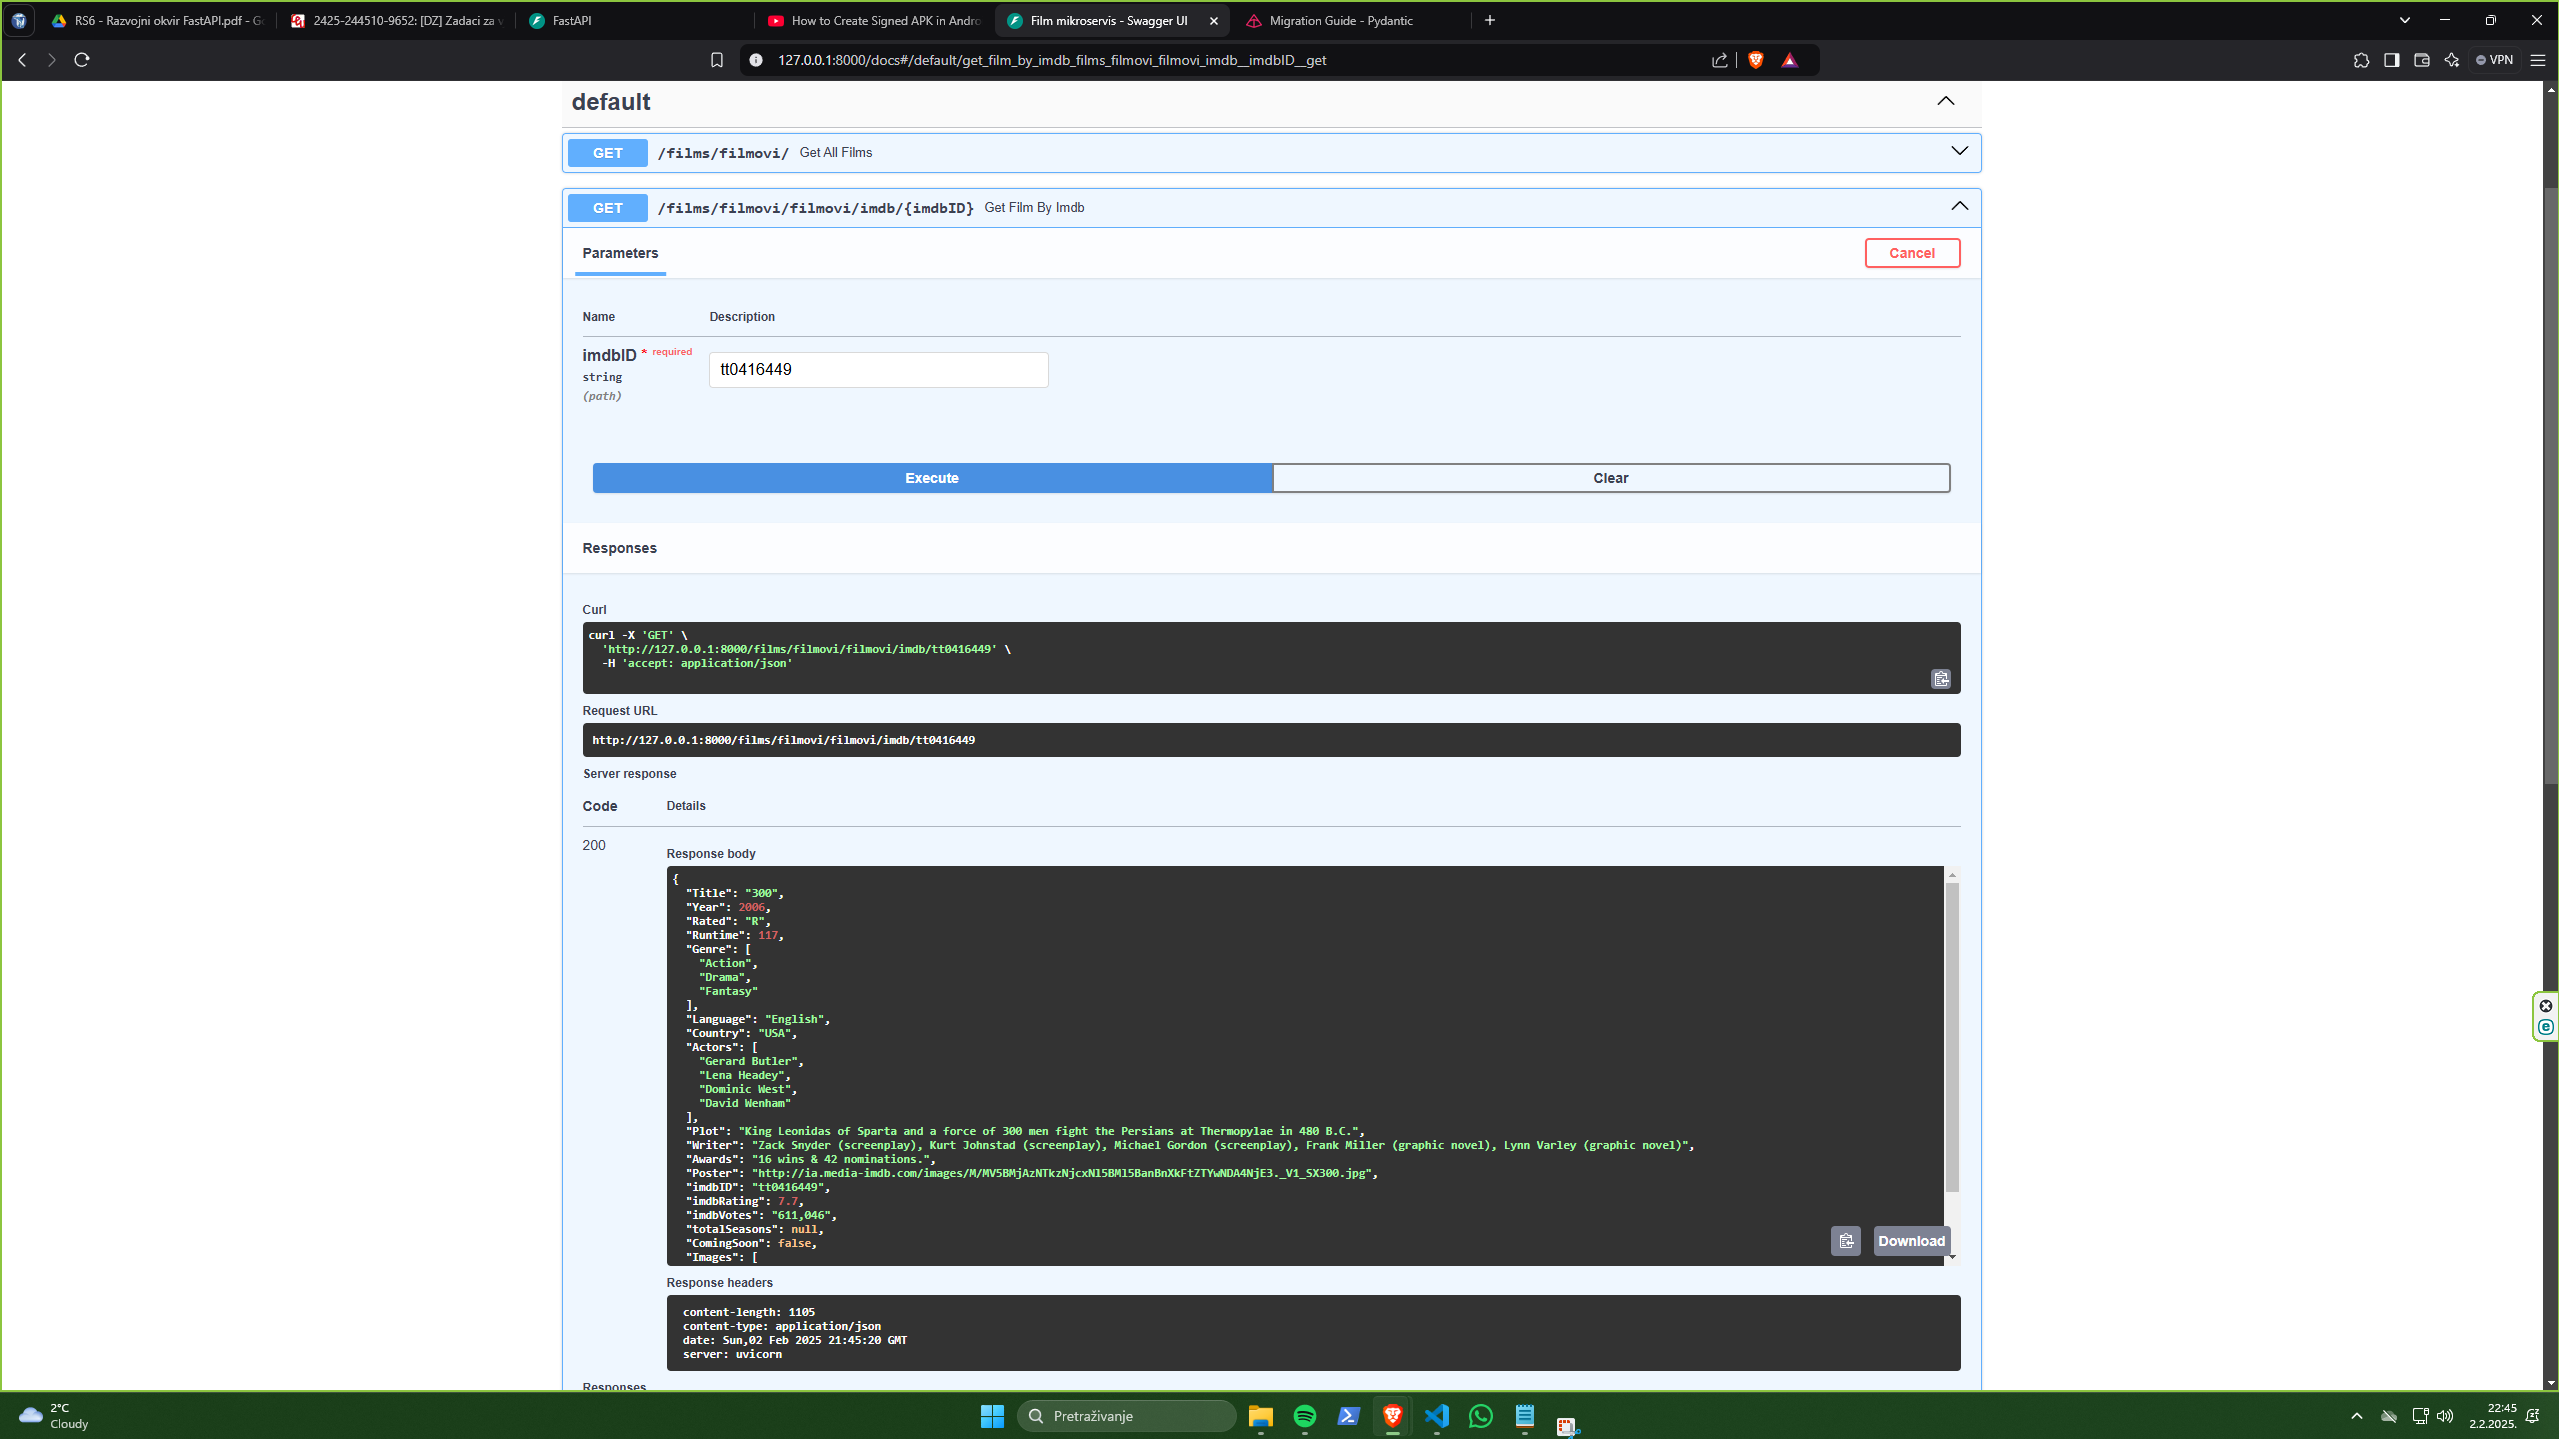 RS6 - Razvojni okvir FastAPI.pdf - Go
2425-244510-9652: [DZ] Zadaci za v
FastAPI
How to Create Signed APK in Andro
Film mikroservis - Swagger UI
Migration Guide - Pydantic
127.0.0.1:8000/docs#/default/get_film_by_imdb_films_filmovi_filmovi_imdb__imdbID__get
VPN
default
GET /films/filmovi/ Get All Films
GET /films/filmovi/filmovi/imdb/{imdbID} Get Film By Imdb
Parameters
Cancel
Name Description
imdbID * required
string
(path)
tt0416449
Execute
Clear
Responses
Curl
curl -X 'GET' \
'http://127.0.0.1:8000/films/filmovi/filmovi/imdb/tt0416449' \
-H 'accept: application/json'
Request URL
http://127.0.0.1:8000/films/filmovi/filmovi/imdb/tt0416449
Server response
Code Details
200
Response body
{
"Title": "300",
"Year": 2006,
"Rated": "R",
"Runtime": 117,
"Genre": [
"Action",
"Drama",
"Fantasy"
],
"Language": "English",
"Country": "USA",
"Actors": [
"Gerard Butler",
"Lena Headey",
"Dominic West",
"David Wenham"
],
"Plot": "King Leonidas of Sparta and a force of 300 men fight the Persians at Thermopylae in 480 B.C.",
"Writer": "Zack Snyder (screenplay), Kurt Johnstad (screenplay), Michael Gordon (screenplay), Frank Miller (graphic novel), Lynn Varley (graphic novel)",
"Awards": "16 wins & 42 nominations.",
"Poster": "http://ia.media-imdb.com/images/M/MV5BMjAzNTkzNjcxNl5BMl5BanBnXkFtZTYwNDA4NjE3._V1_SX300.jpg",
"imdbID": "tt0416449",
"imdbRating": 7.7,
"imdbVotes": "611,046",
"totalSeasons": null,
"ComingSoon": false,
"Images": [
Download
Response headers
content-length: 1105
content-type: application/json
date: Sun,02 Feb 2025 21:45:20 GMT
server: uvicorn
Responses
2°C
Cloudy
Pretraživanje
22:45
2.2.2025.